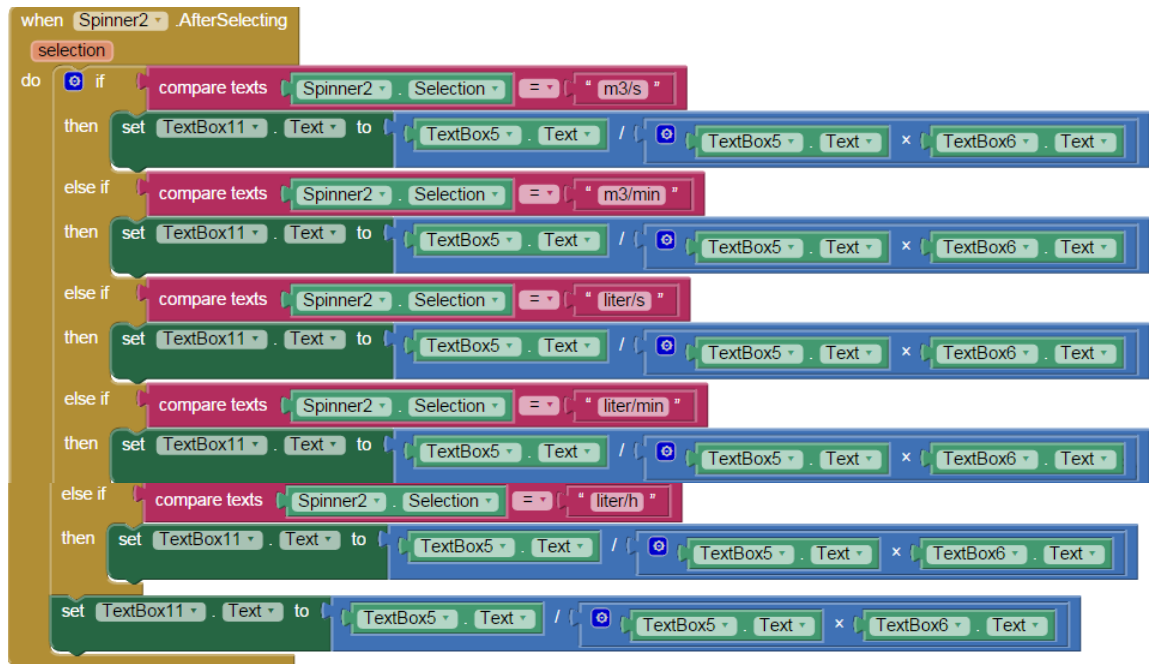 when Spinner2 .AfterSelecting
selection
do if compare texts Spinner2 . Selection = " m3/s "
then set TextBox11 . Text to TextBox5 . Text / TextBox5 . Text × TextBox6 . Text
else if compare texts Spinner2 . Selection = " m3/min "
then set TextBox11 . Text to TextBox5 . Text / TextBox5 . Text × TextBox6 . Text
else if compare texts Spinner2 . Selection = " liter/s "
then set TextBox11 . Text to TextBox5 . Text / TextBox5 . Text × TextBox6 . Text
else if compare texts Spinner2 . Selection = " liter/min "
then set TextBox11 . Text to TextBox5 . Text / TextBox5 . Text × TextBox6 . Text
else if compare texts Spinner2 . Selection = " liter/h "
then set TextBox11 . Text to TextBox5 . Text / TextBox5 . Text × TextBox6 . Text
set TextBox11 . Text to TextBox5 . Text / TextBox5 . Text × TextBox6 . Text